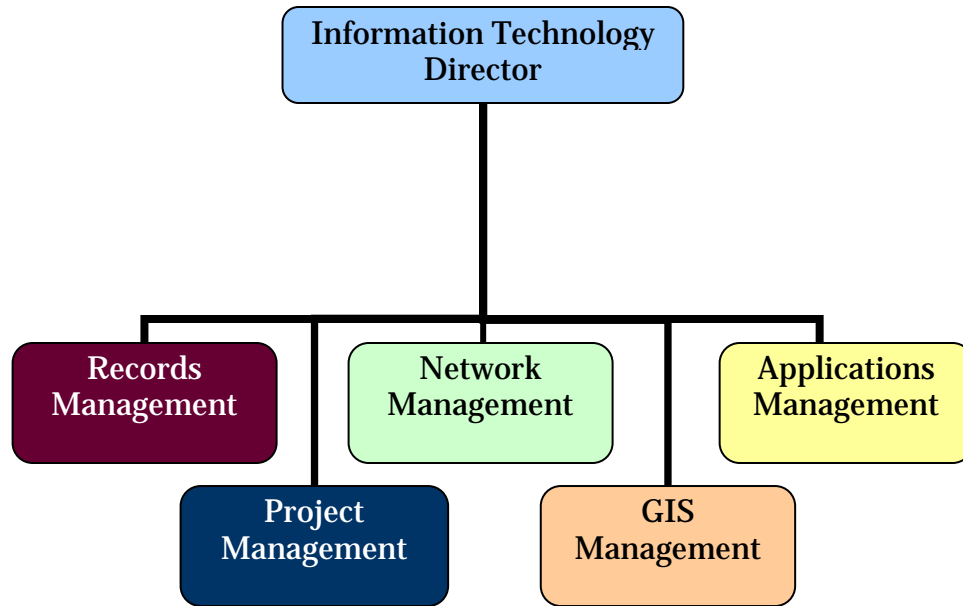 Information Technology
Director
Records
Management
Network
Management
Applications
Management
Project
Management
GIS
Management